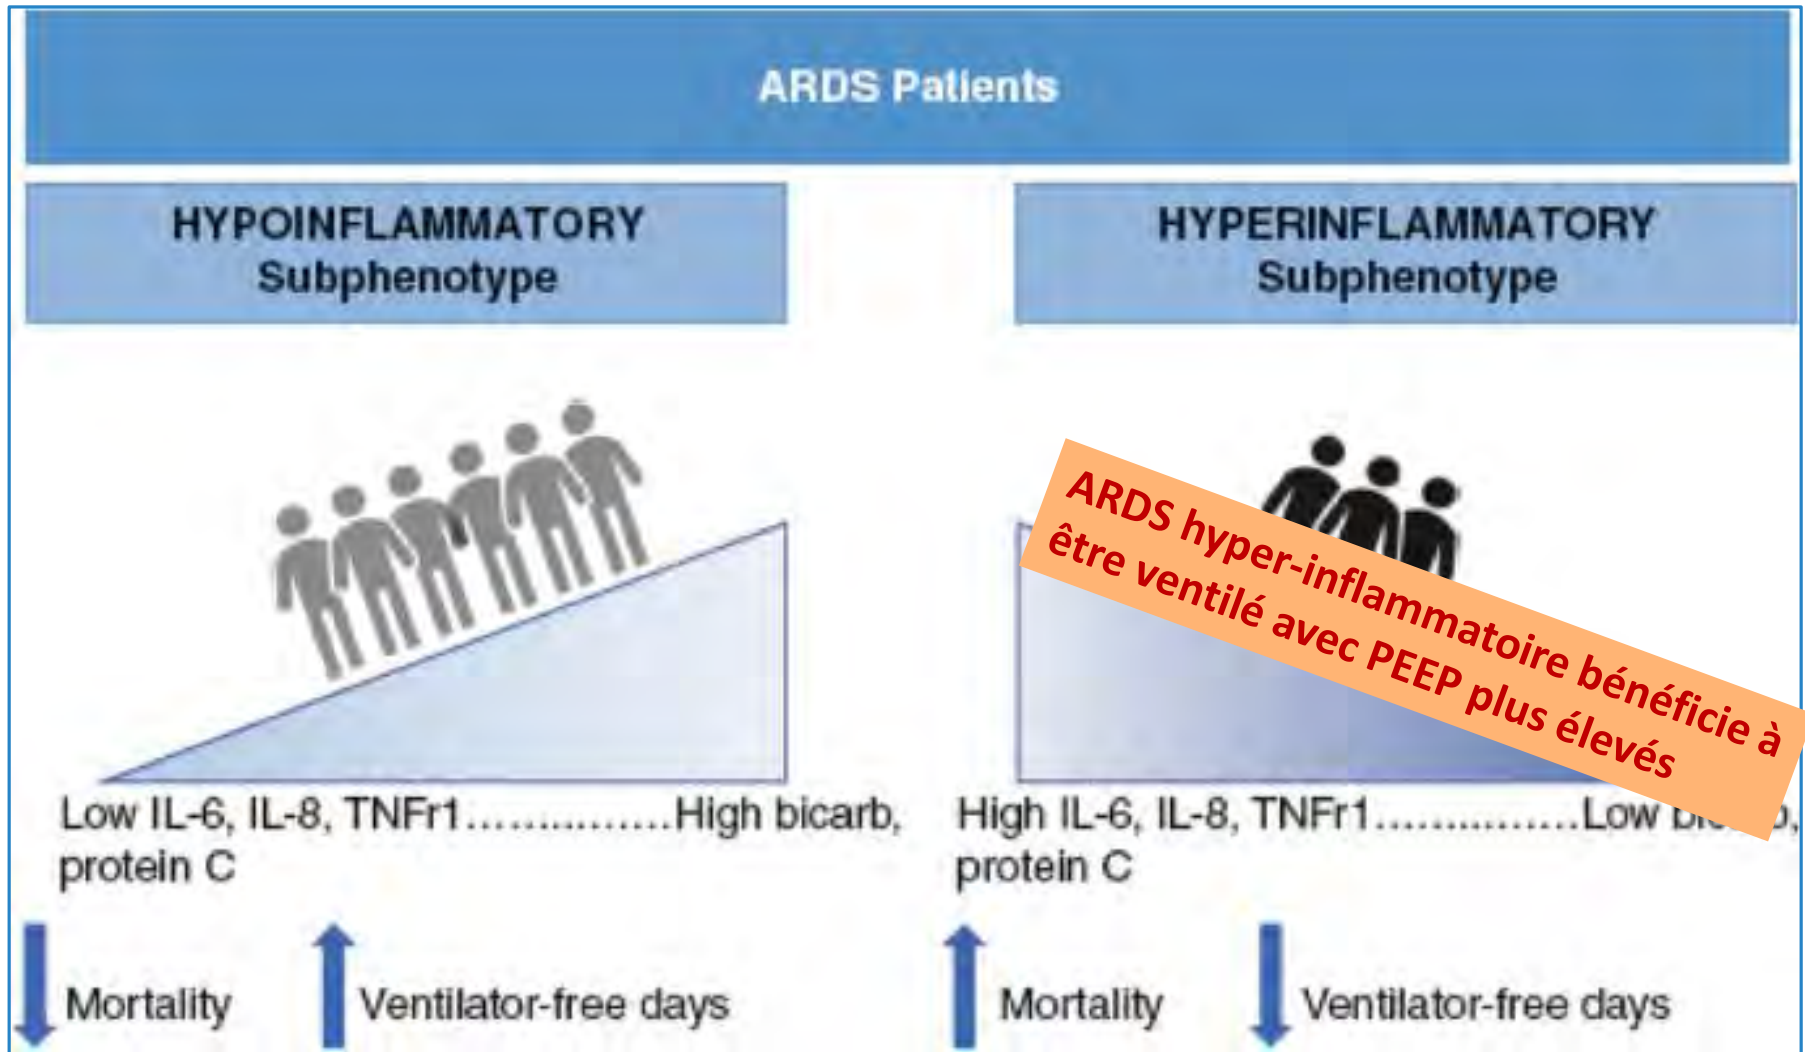 ARDS Patients
HYPOINFLAMMATORY
Subphenotype
HYPERINFLAMMATORY
Subphenotype
ARDS hyper-inflammatoire bénéficie à
être ventilé avec PEEP plus élevés
Low IL-6, IL-8, TNFr1..............High bicarb,
protein C
High IL-6, IL-8, TNFr1..............Low
protein C
Mortality
Ventilator-free days
Mortality
Ventilator-free days